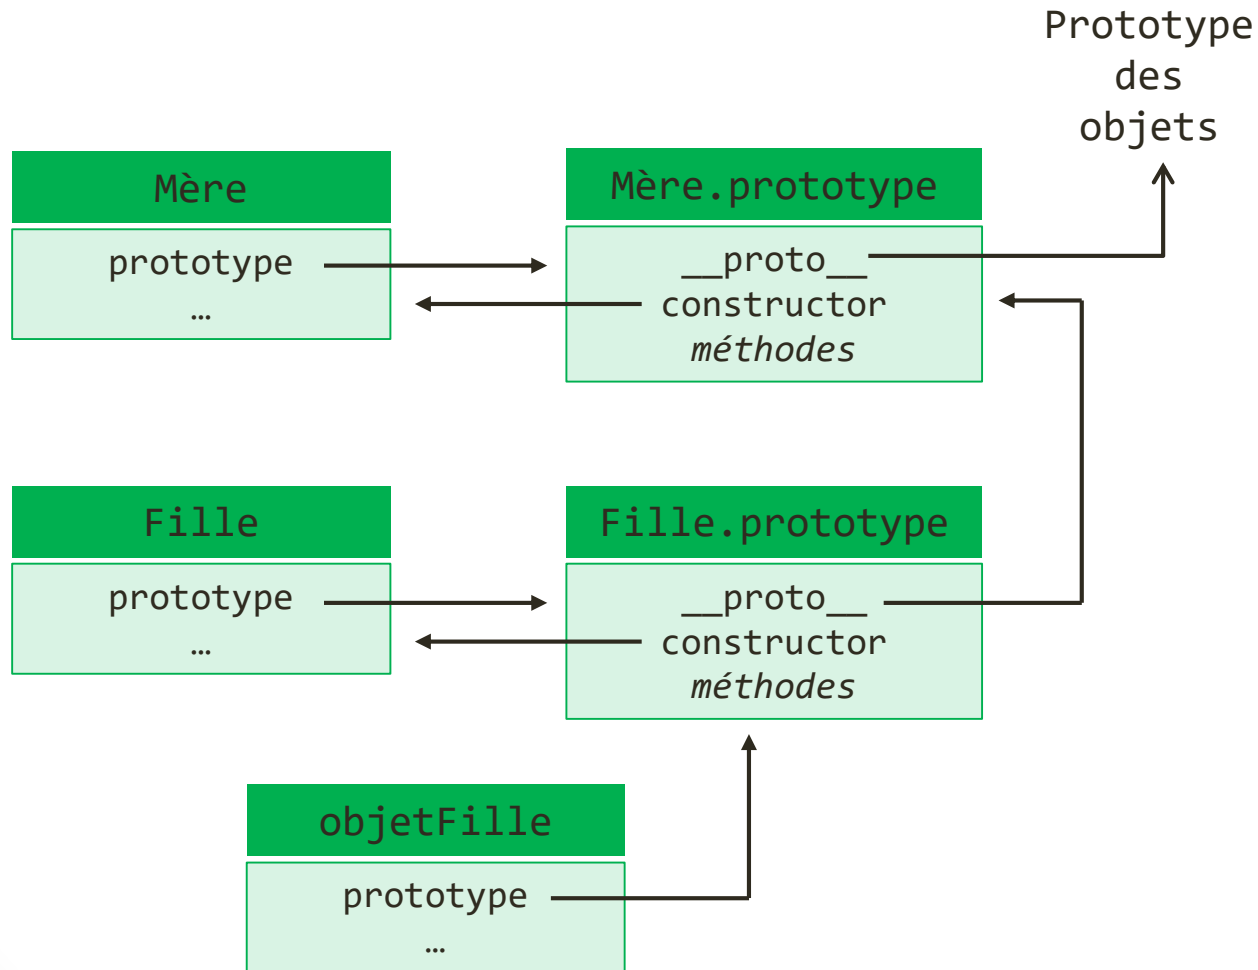 Prototype
des
objets
Mère
prototype
…
Mère.prototype
__proto__
constructor
méthodes
Fille
prototype
…
Fille.prototype
__proto__
constructor
méthodes
objetFille
prototype
…